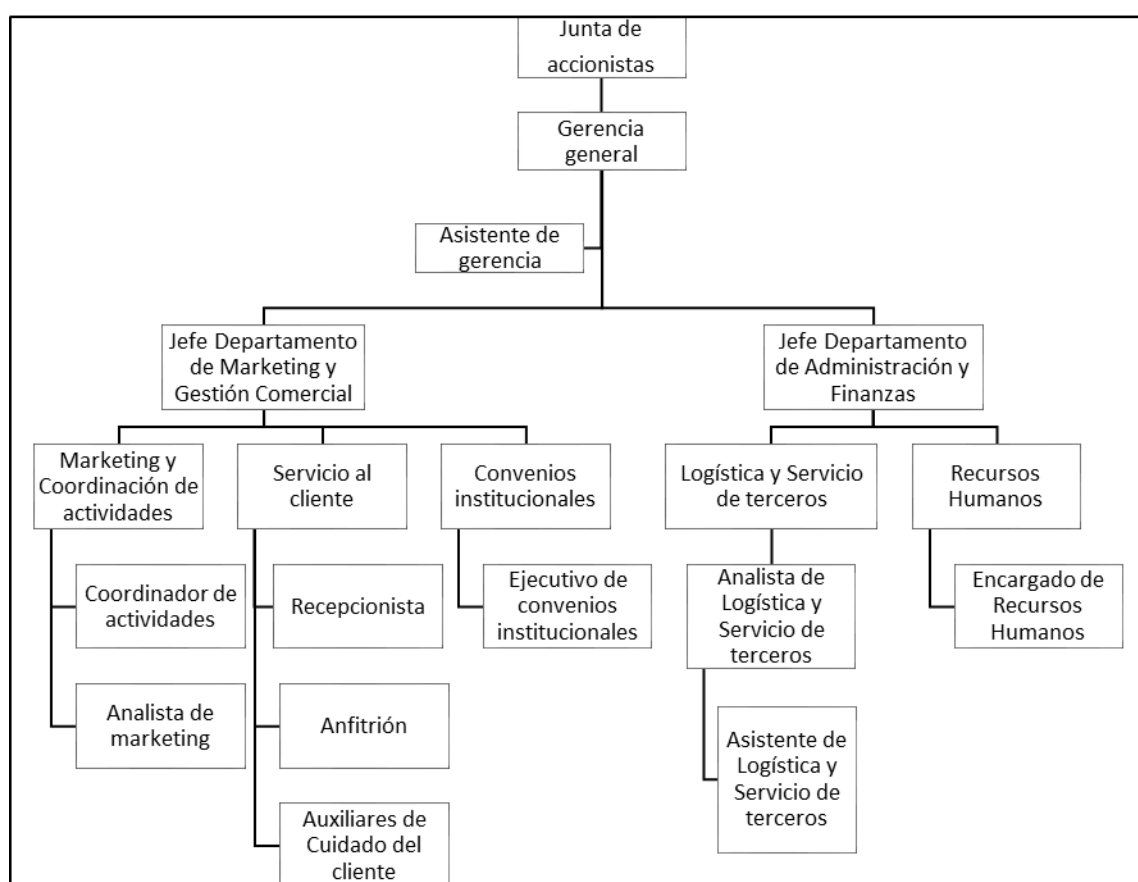 Junta de
accionistas
Gerencia
general
Asistente de
gerencia
Jefe Departamento
de Marketing y
Gestión Comercial
Jefe Departamento
de Administración y
Finanzas
Marketing y
Coordinación de
actividades
Servicio al
cliente
Convenios
institucionales
Logística y Servicio
de terceros
Recursos
Humanos
Coordinador de
actividades
Recepcionista
Ejecutivo de
convenios
institucionales
Analista de
Logística y
Servicio de
terceros
Encargado de
Recursos
Humanos
Analista de
marketing
Anfitrión
Asistente de
Logística y
Servicio de
terceros
Auxiliares de
Cuidado del
cliente